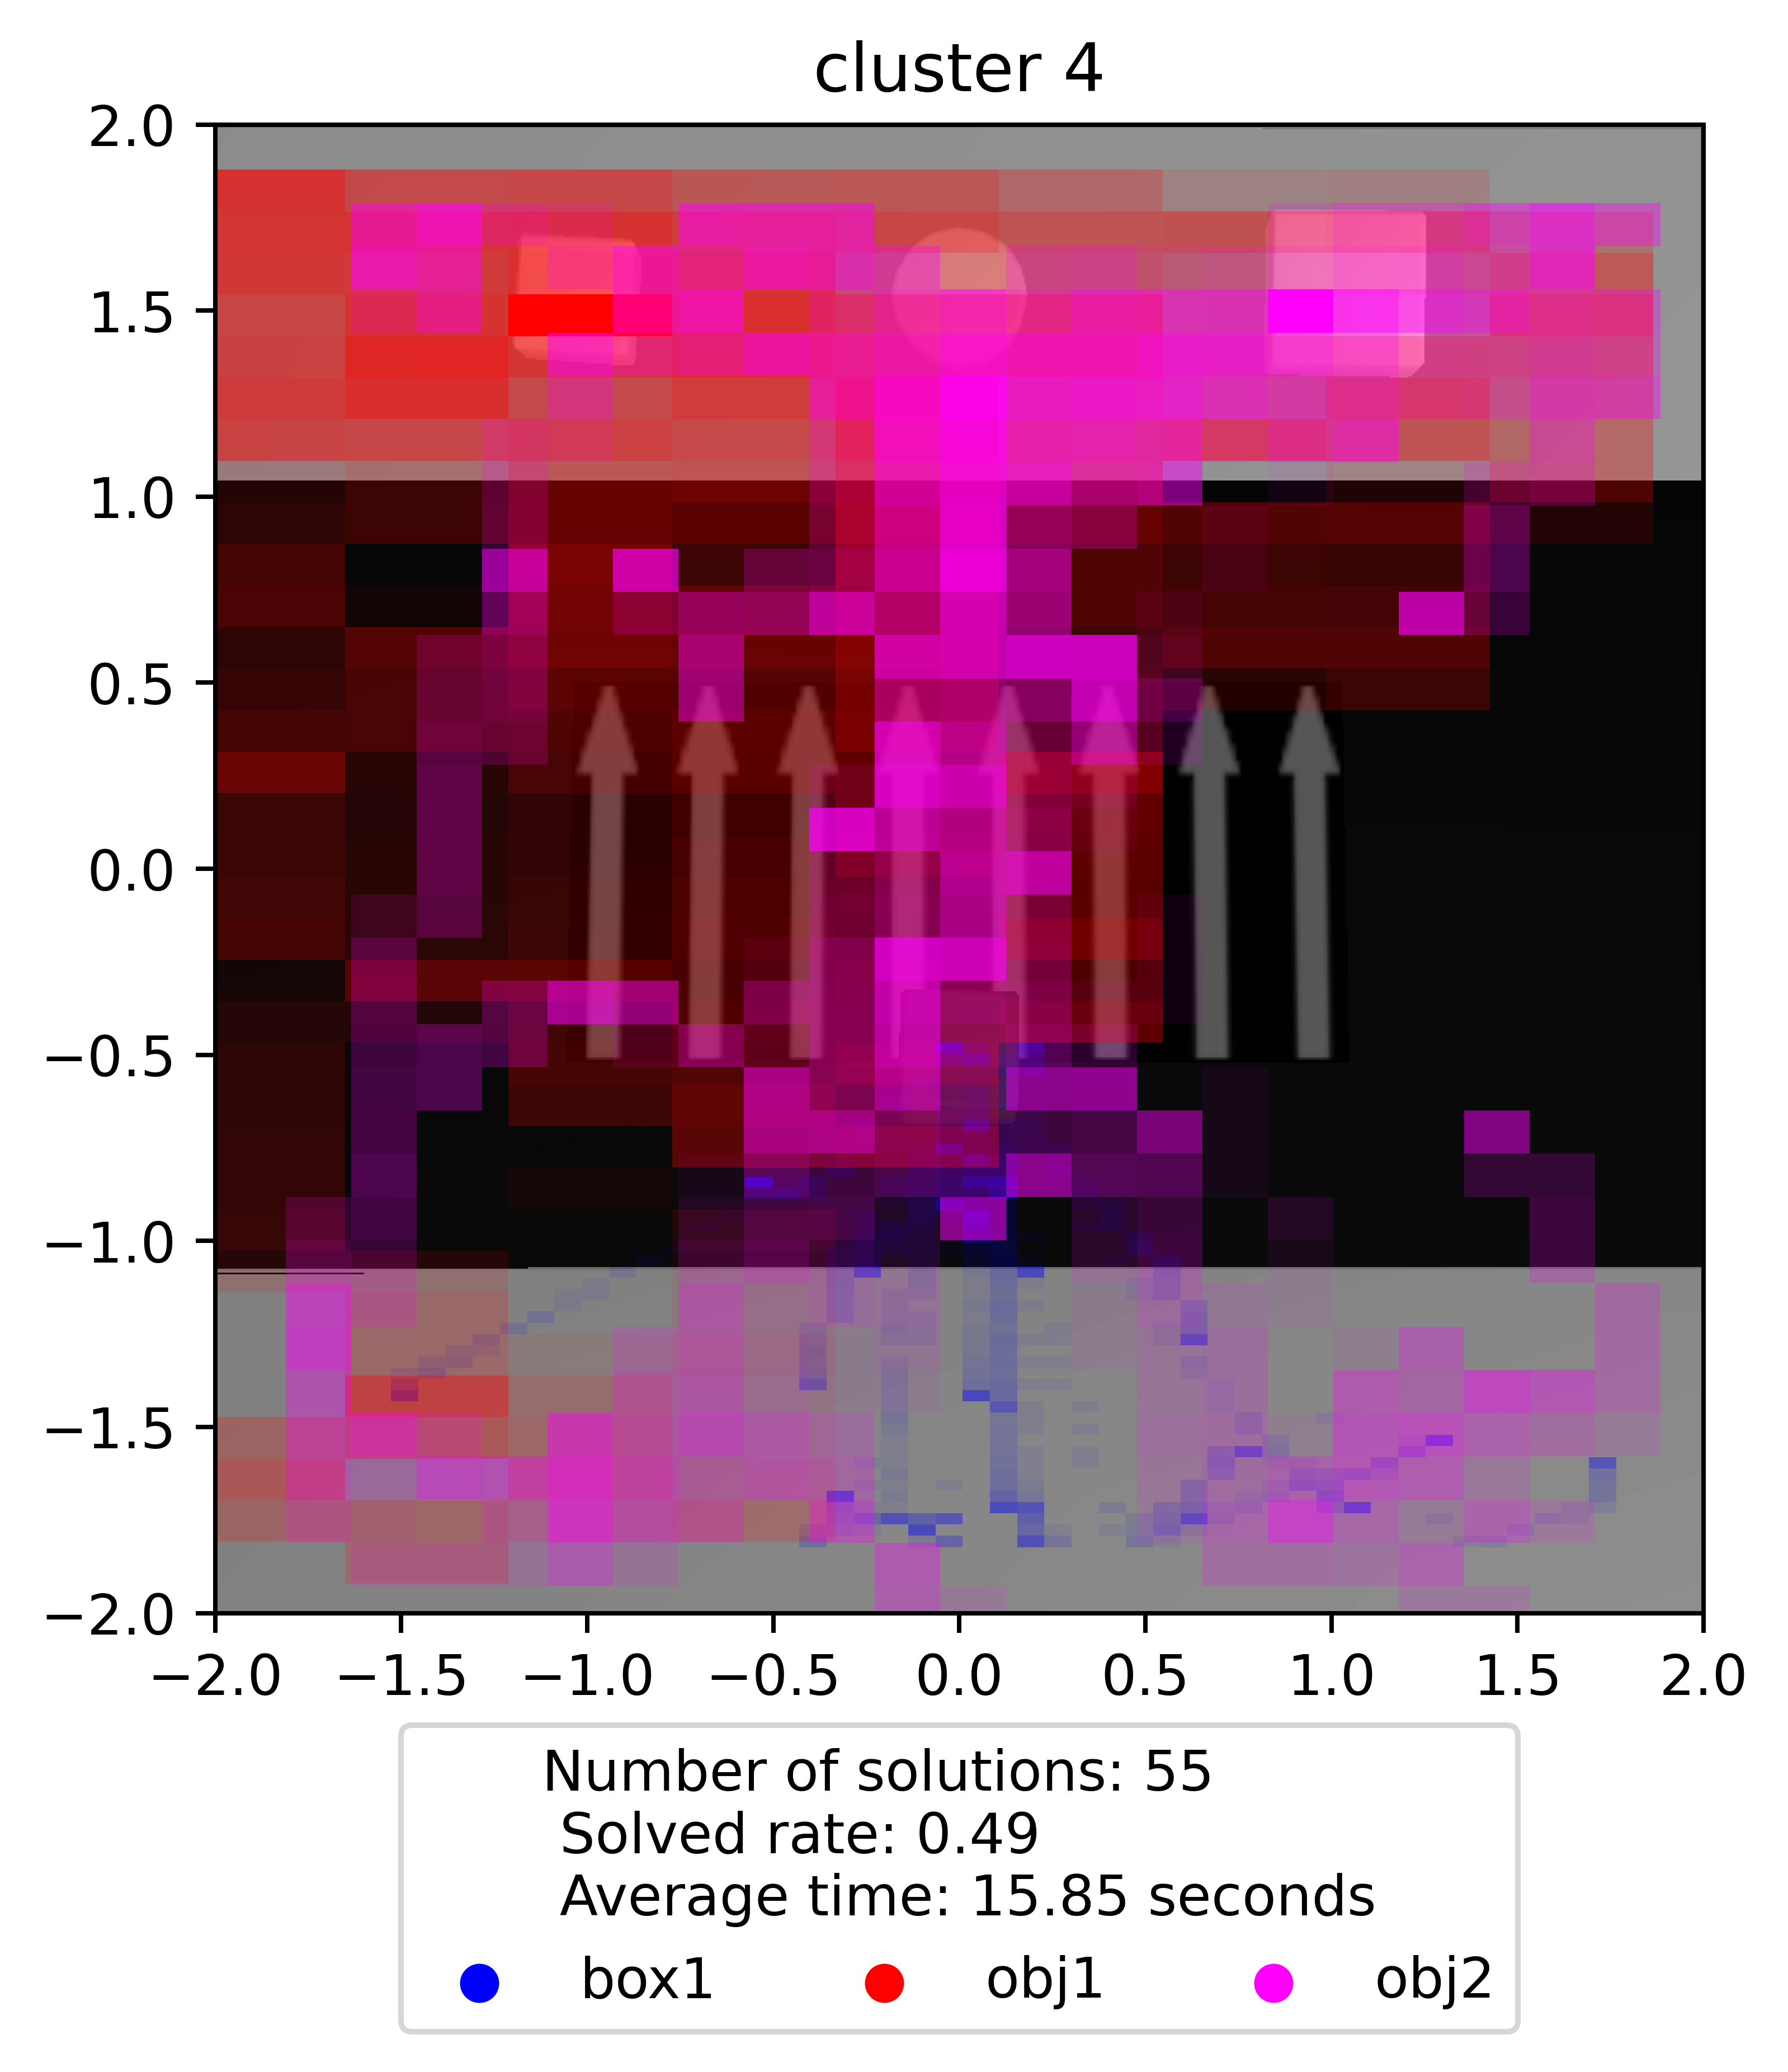 cluster 4
2.0
1.5
1.0
0.5
0.0
−0.5
−1.0
−1.5
−2.0
−2.0 −1.5 −1.0 −0.5 0.0 0.5 1.0 1.5 2.0
Number of solutions: 55
Solved rate: 0.49
Average time: 15.85 seconds
box1 obj1 obj2